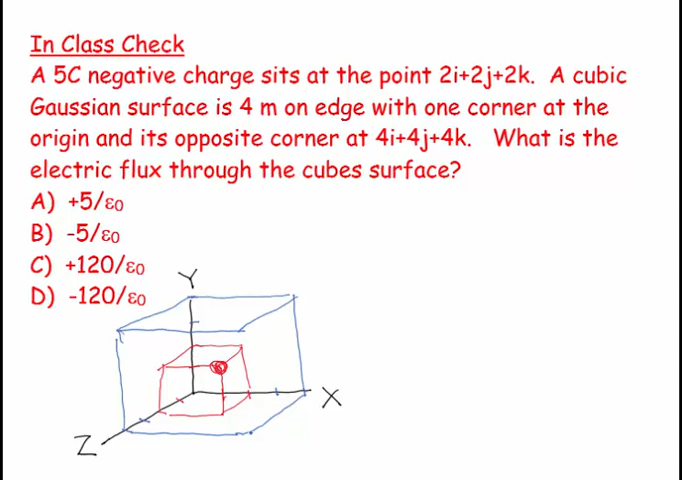 In Class Check
A 5C negative charge sits at the point 2i+2j+2k. A cubic
Gaussian surface is 4 m on edge with one corner at the
origin and its opposite corner at 4i+4j+4k. What is the
electric flux through the cubes surface?
A) +5/ε0
B) -5/ε0
C) +120/ε0
D) -120/ε0
Y
X
Z